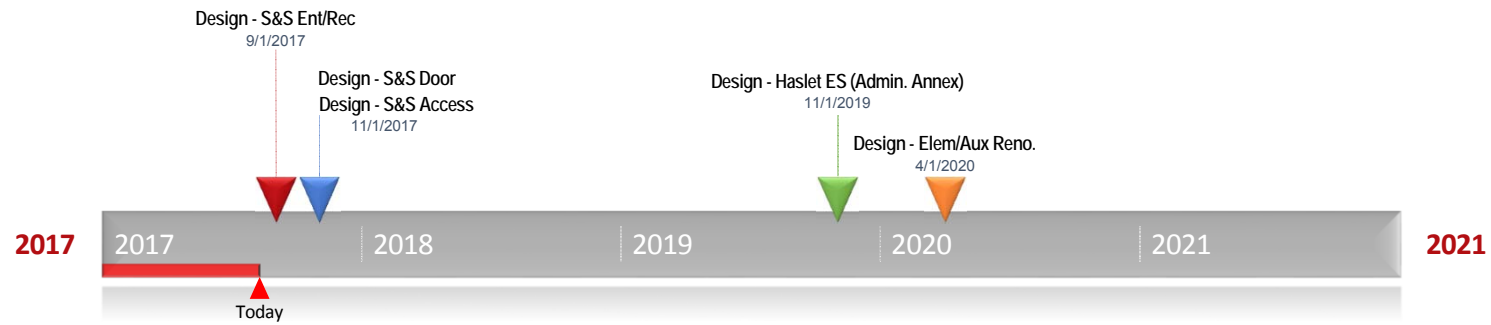 Design - S&S Ent/Rec
9/1/2017
Design - S&S Door
Design - S&S Access
11/1/2017
Design - Haslet ES (Admin. Annex)
11/1/2019
Design - Elem/Aux Reno.
4/1/2020
2017 2017 2018 2019 2020 2021 2021
Today